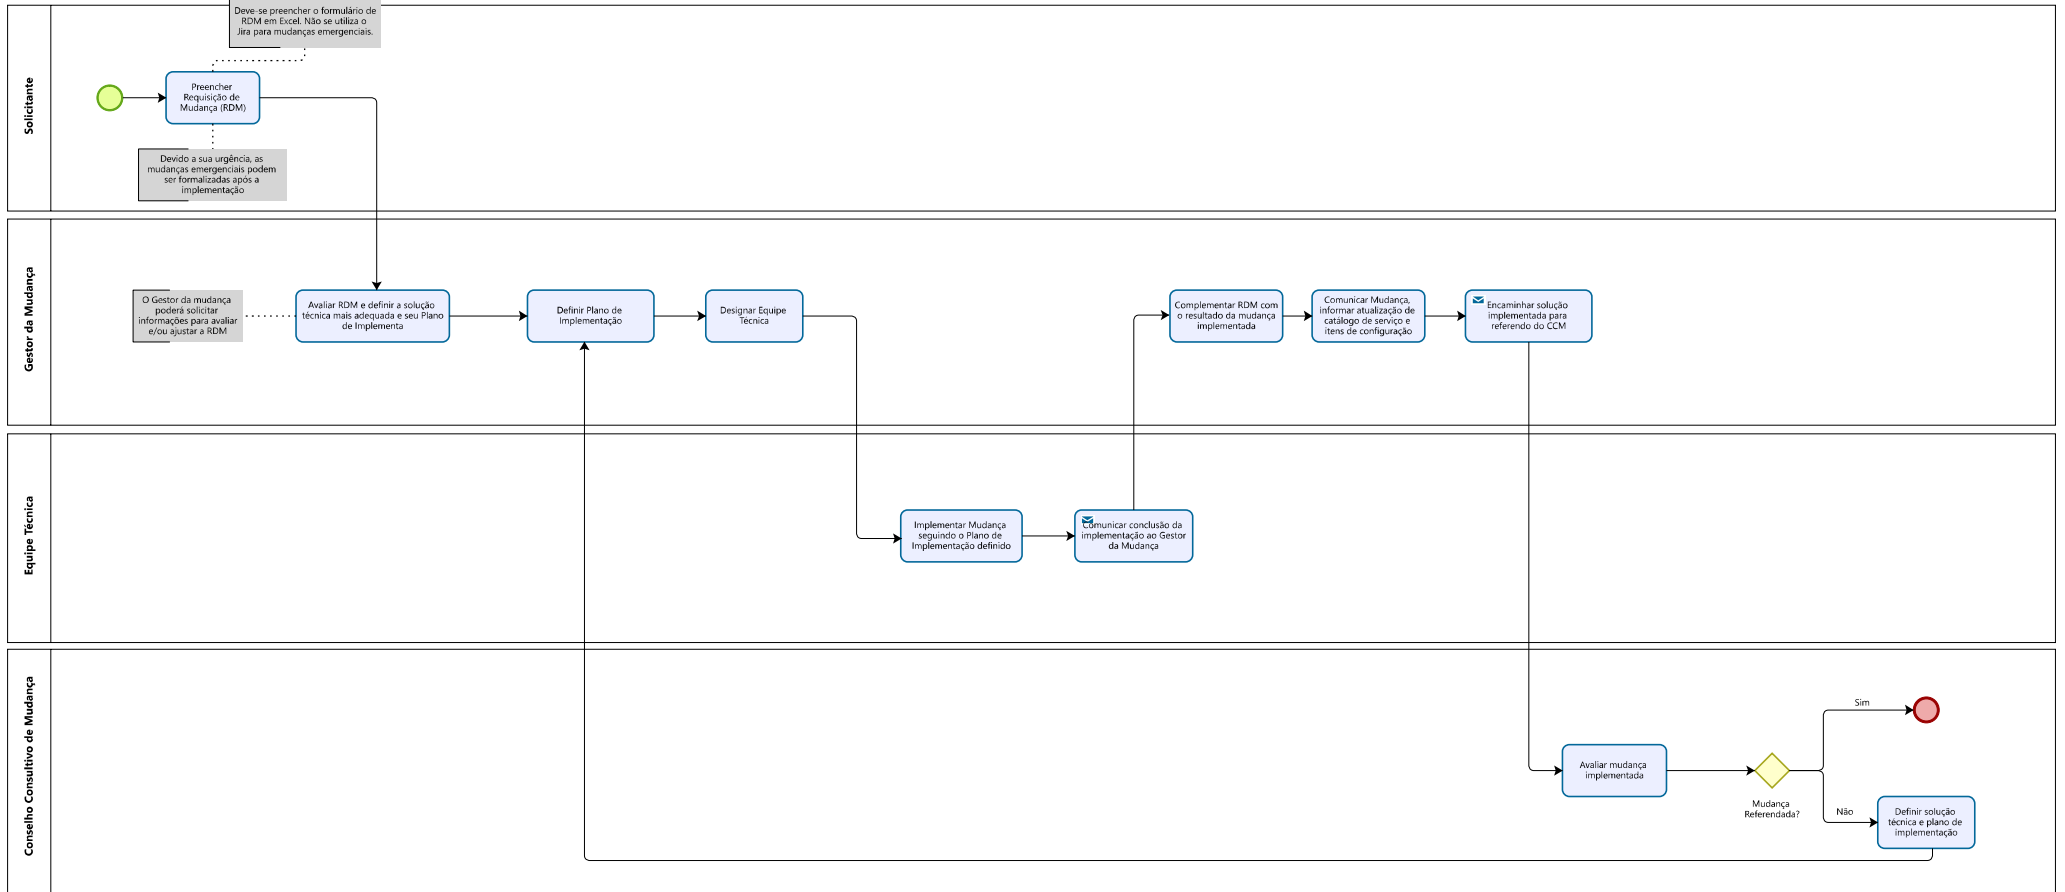 Solicitante
Deve-se preencher o formulário de
RDM em Excel. Não se utiliza o
Jira para mudanças emergenciais.
Preencher
Requisição de
Mudança (RDM)
Devido a sua urgência, as
mudanças emergenciais podem
ser formalizadas após a
implementação
Gestor da Mudança
O Gestor da mudança
poderá solicitar
informações para avaliar
e/ou ajustar a RDM
Avaliar RDM e definir a solução
técnica mais adequada e seu Plano
de Implementa
Definir Plano de
Implementação
Designar Equipe
Técnica
Complementar RDM com
o resultado da mudança
implementada
Comunicar Mudança,
informar atualização de
catálogo de serviço e
itens de configuração
Encaminhar solução
implementada para
referendo do CCM
Equipe Técnica
Implementar Mudança
seguindo o Plano de
Implementação definido
Comunicar conclusão da
implementação ao Gestor
da Mudança
Conselho Consultivo de Mudança
Avaliar mudança
implementada
Mudança
Referendada?
Sim
Não
Definir solução
técnica e plano de
implementação